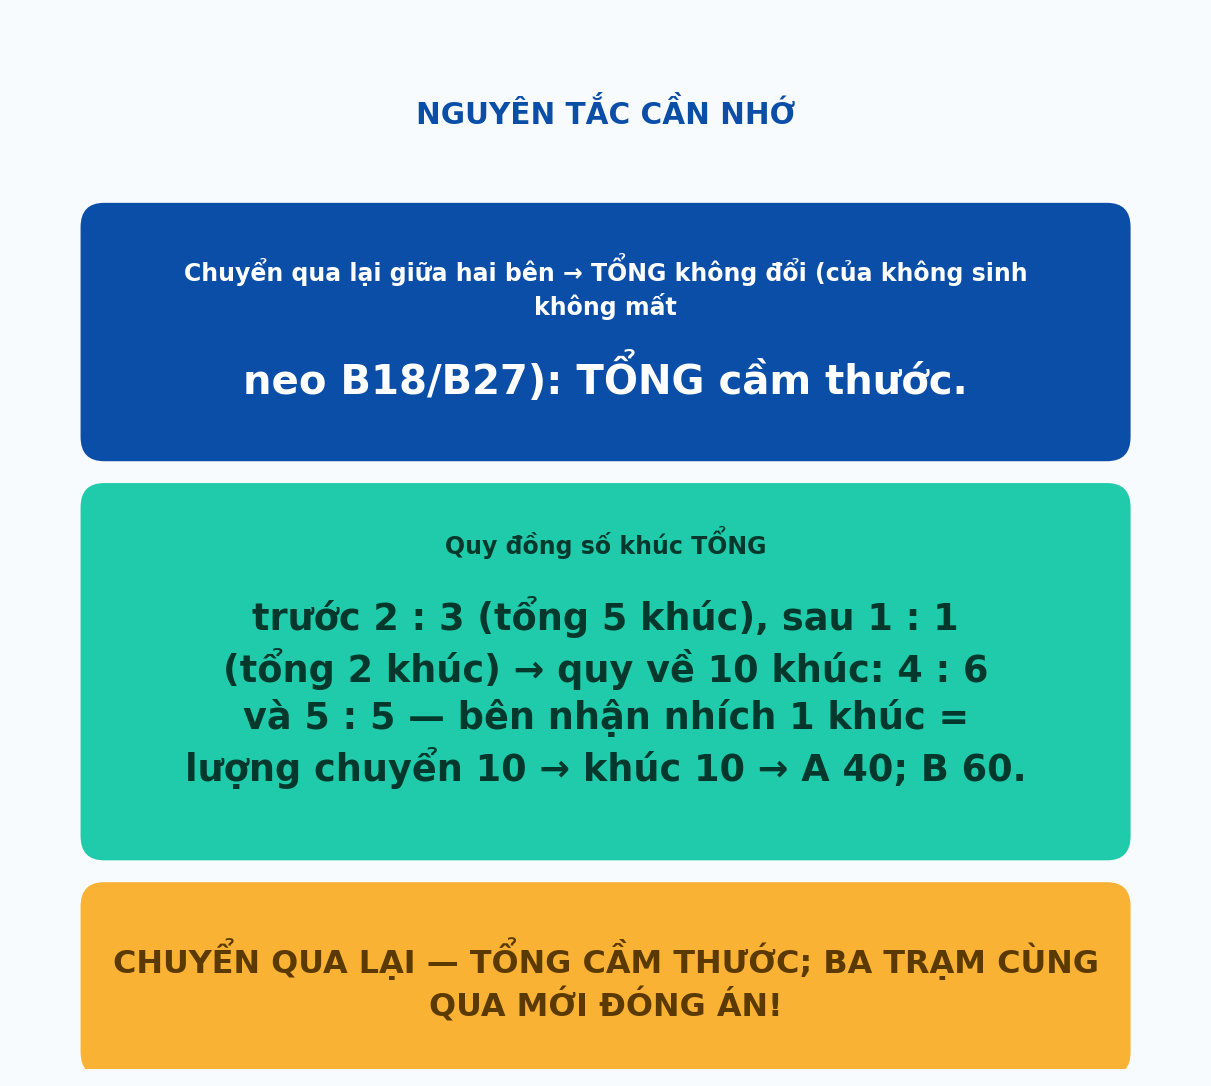 NGUYÊN TẮC CẦN NHỚ
Chuyển qua lại giữa hai bên → TỔNG không đổi (của không sinh
không mất
neo B18/B27): TỔNG cầm thước.
Quy đồng số khúc TỔNG
trước 2 : 3 (tổng 5 khúc), sau 1 : 1
(tổng 2 khúc) → quy về 10 khúc: 4 : 6
và 5 : 5 — bên nhận nhích 1 khúc =
lượng chuyển 10 → khúc 10 → A 40; B 60.
CHUYỂN QUA LẠI — TỔNG CẦM THƯỚC; BA TRẠM CÙNG
QUA MỚI ĐÓNG ÁN!